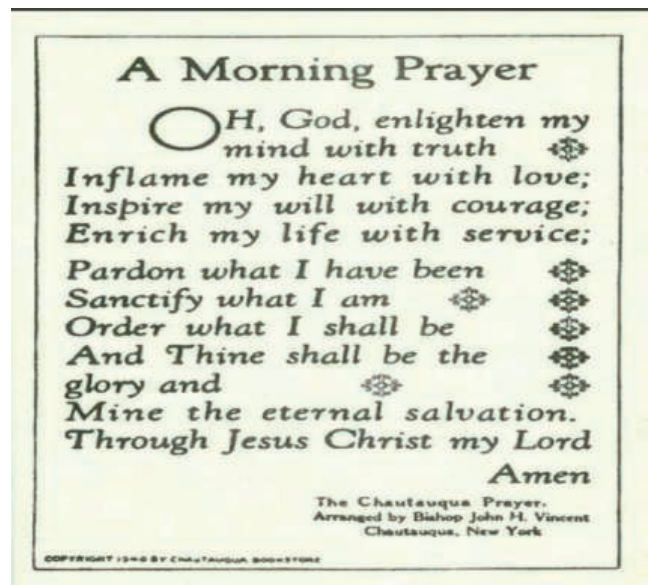 A Morning Prayer
OH, God, enlighten my
mind with truth
Inflame my heart with love;
Inspire my will with courage;
Enrich my life with service;
Pardon what I have been
Sanctify what I am
Order what I shall be
And Thine shall be the
glory and
Mine the eternal salvation.
Through Jesus Christ my Lord
Amen
The Chautauqua Prayer.
Arranged by Bishop John H. Vincent
Chautauqua, New York
COPYRIGHT 1946 BY CHAUTAUQUA BOOKSTORE